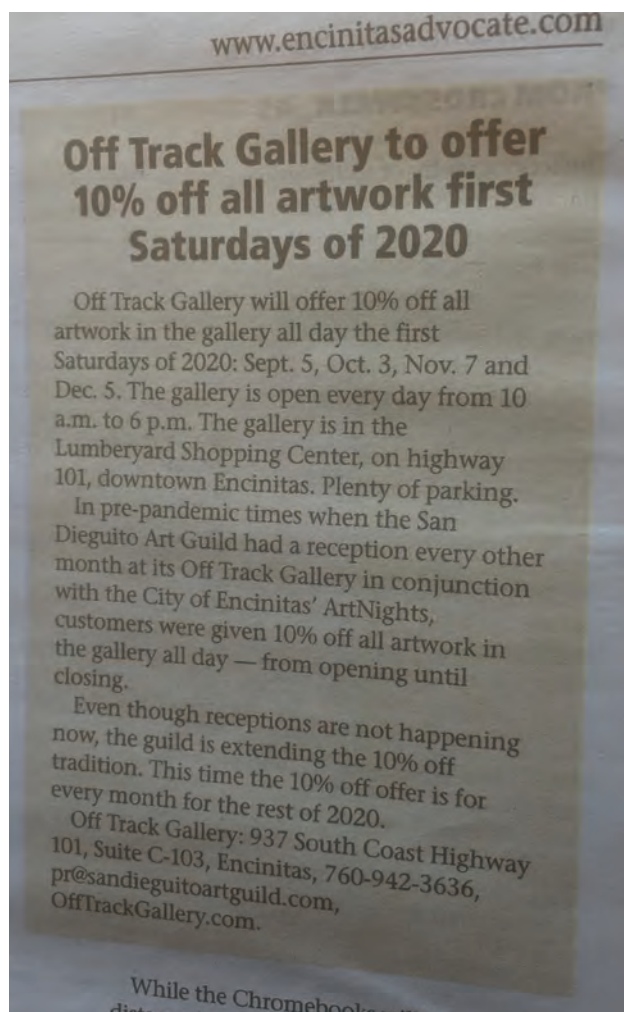 www.encinitasadvocate.com
Off Track Gallery to offer
10% off all artwork first
Saturdays of 2020
Off Track Gallery will offer 10% off all
artwork in the gallery all day the first
Saturdays of 2020: Sept. 5, Oct. 3, Nov. 7 and
Dec. 5. The gallery is open every day from 10
a.m. to 6 p.m. The gallery is in the
Lumberyard Shopping Center, on highway
101, downtown Encinitas. Plenty of parking.
In pre-pandemic times when the San
Dieguito Art Guild had a reception every other
month at its Off Track Gallery in conjunction
with the City of Encinitas’ ArtNights,
customers were given 10% off all artwork in
the gallery all day — from opening until
closing.
Even though receptions are not happening
now, the guild is extending the 10% off
tradition. This time the 10% off offer is for
every month for the rest of 2020.
Off Track Gallery: 937 South Coast Highway
101, Suite C-103, Encinitas, 760-942-3636,
pr@sandieguitoartguild.com,
OffTrackGallery.com.
While the Chromebooks